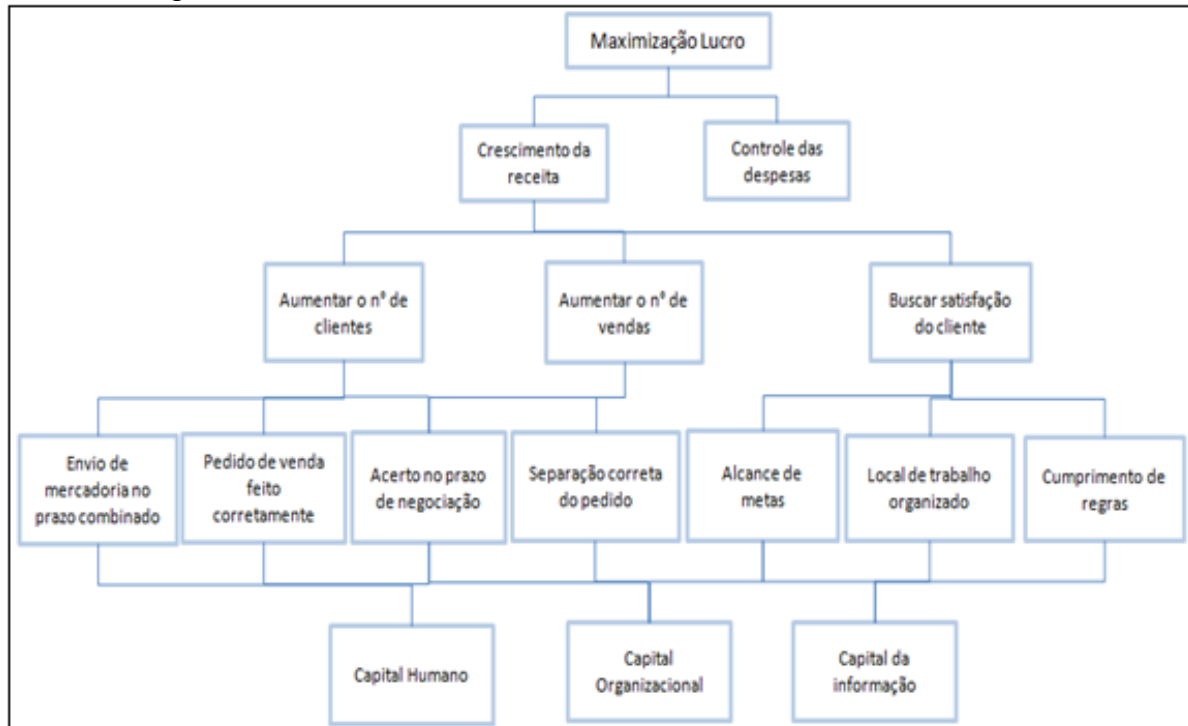 Maximização Lucro
Crescimento da
receita
Controle das
despesas
Aumentar o nº de
clientes
Aumentar o nº de
vendas
Buscar satisfação
do cliente
Envio de
mercadoria no
prazo combinado
Pedido de venda
feito
corretamente
Acerto no prazo
de negociação
Separação correta
do pedido
Alcance de
metas
Local de trabalho
organizado
Cumprimento de
regras
Capital Humano
Capital
Organizacional
Capital da
informação